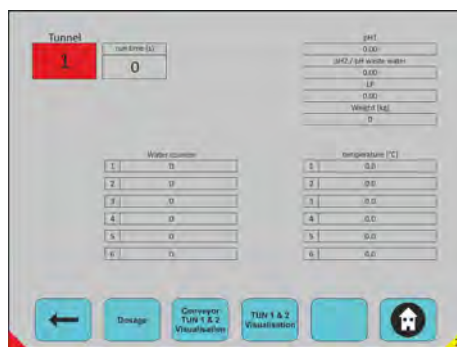 Tunnel
1
run time (s)
0
pH1
0.00
pH2 / pH waste water
0.00
LF
0.00
Weight [kg]
0
Water counter
1 0
2 0
3 0
4 0
5 0
6 0
temperature [°C]
1 0.0
2 0.0
3 0.0
4 0.0
5 0.0
6 0.0
Dosage
Conveyor
TUN 1 & 2
Visualisation
TUN 1 & 2
Visualisation